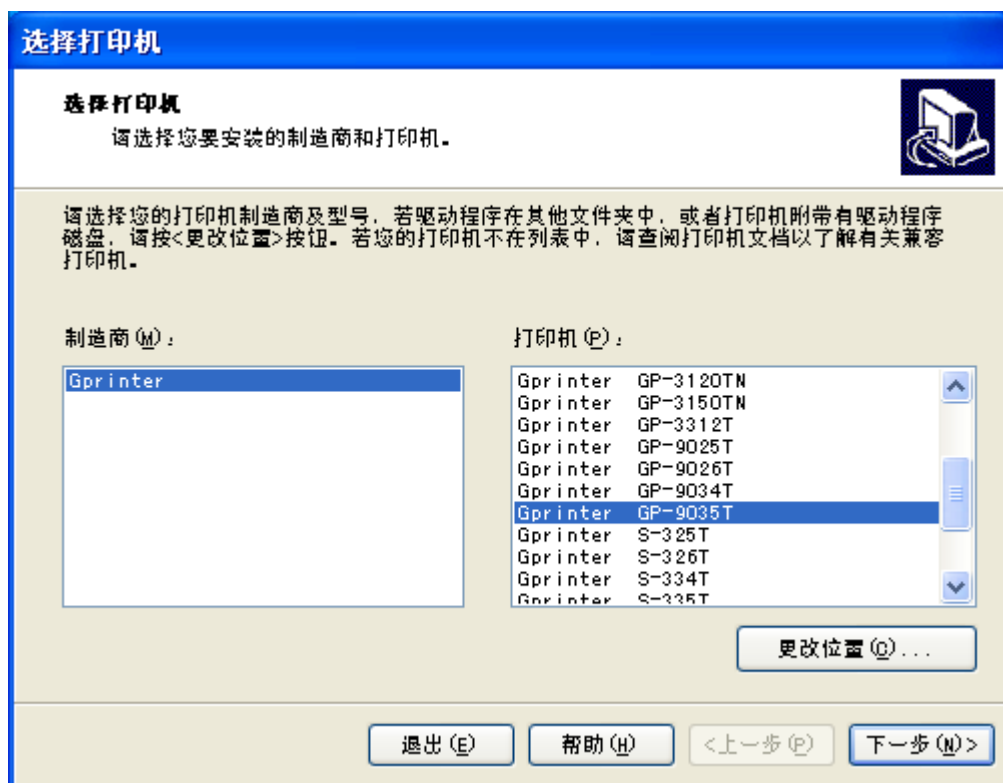 选择打印机
选择打印机
请选择您要安装的制造商和打印机。
请选择您的打印机制造商及型号，若驱动程序在其他文件夹中，或者打印机附带有驱动程序
磁盘，请按<更改位置>按钮。若您的打印机不在列表中，请查阅打印机文档以了解有关兼容
打印机。
制造商(M)：
Gprinter
打印机(P)：
Gprinter GP-3120TN
Gprinter GP-3150TN
Gprinter GP-3312T
Gprinter GP-9025T
Gprinter GP-9026T
Gprinter GP-9034T
Gprinter GP-9035T
Gprinter S-325T
Gprinter S-326T
Gprinter S-334T
Gprinter S-335T
更改位置(C)...
退出(E)
帮助(H)
<上一步(P)
下一步(N)>